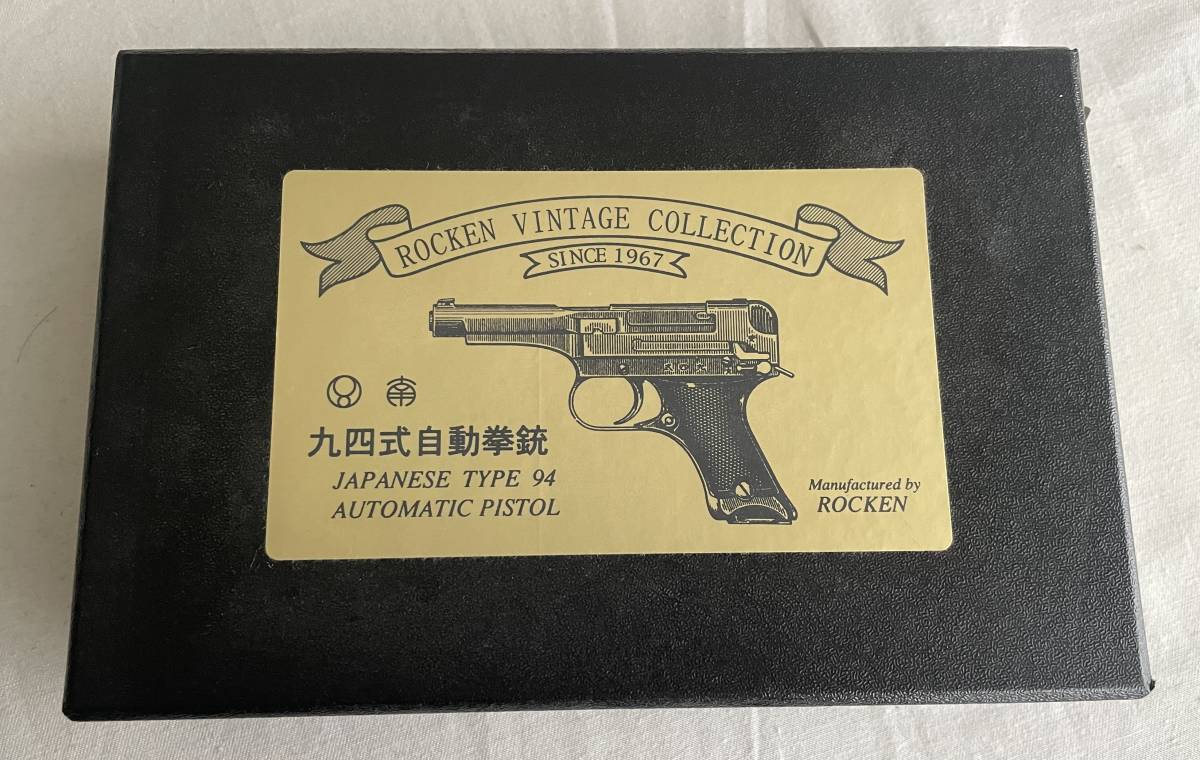 ROCKEN VINTAGE COLLECTION
SINCE 1967
南
九四式自動拳銃
JAPANESE TYPE 94
AUTOMATIC PISTOL
Manufactured by
ROCKEN